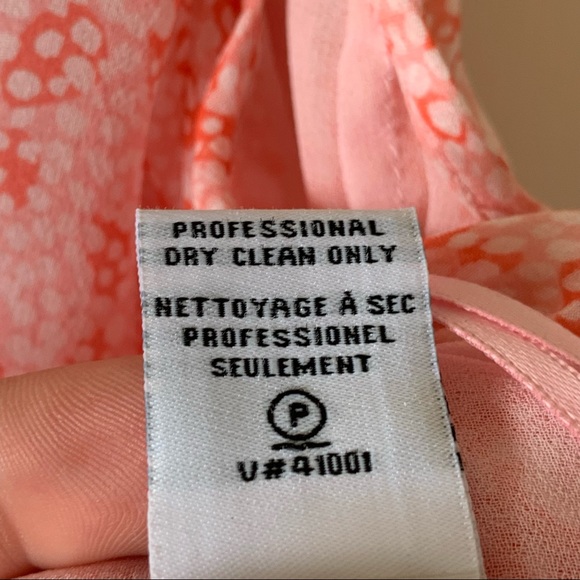 PROFESSIONAL
DRY CLEAN ONLY
NETTOYAGE À SEC
PROFESSIONEL
SEULEMENT
P
V#41001